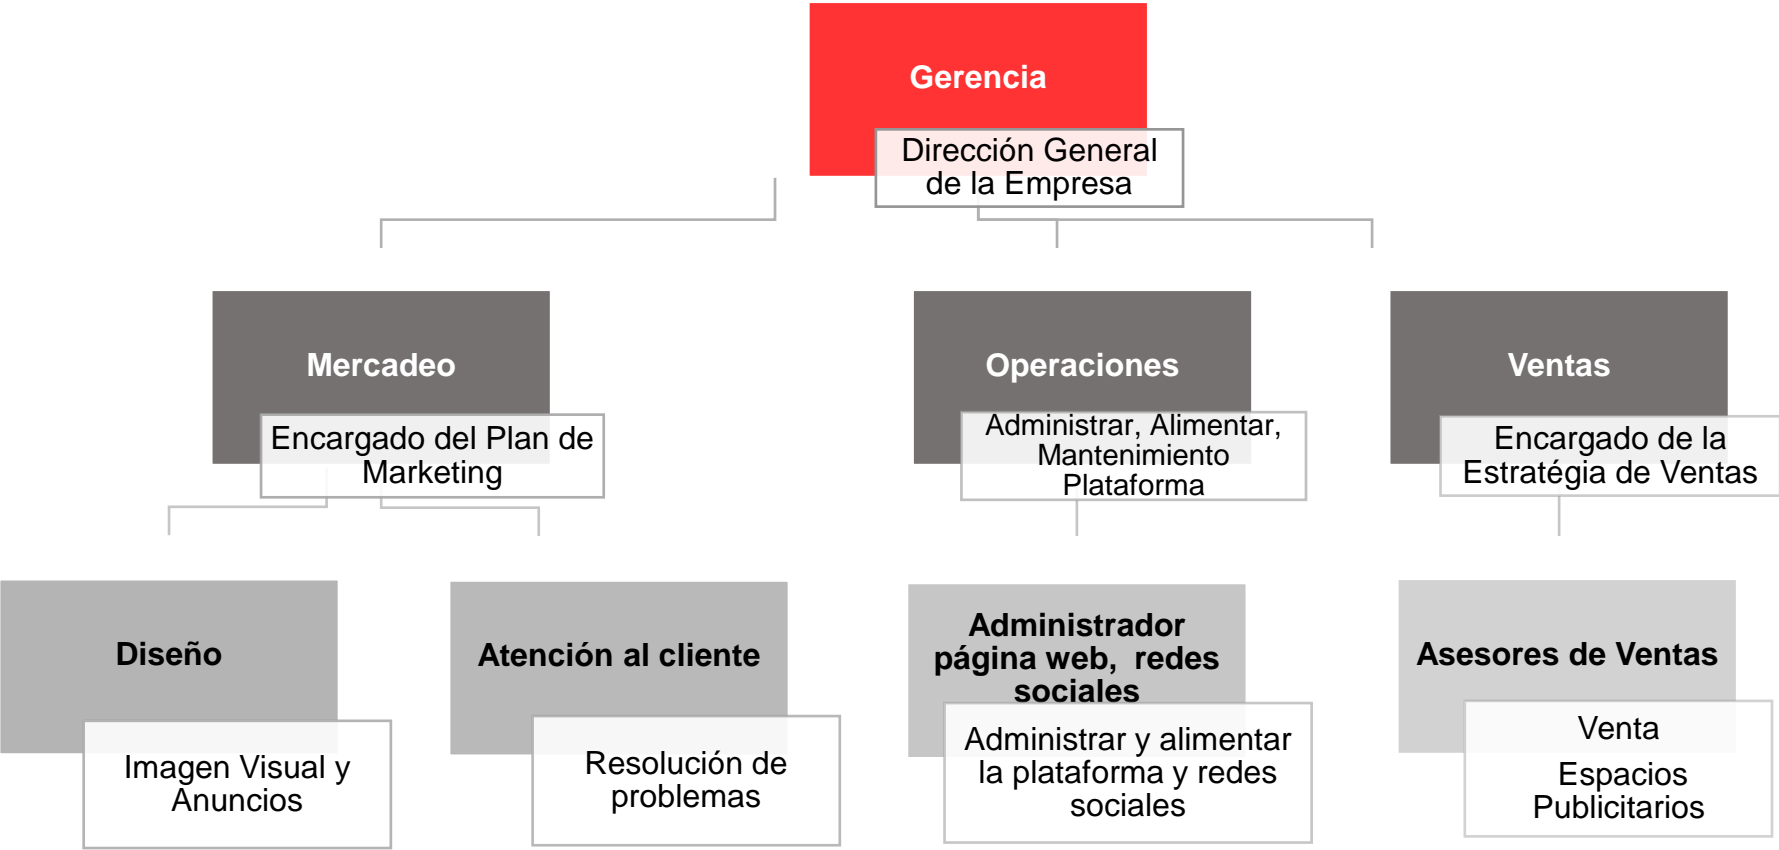 Gerencia
Dirección General
de la Empresa
Mercadeo
Encargado del Plan de
Marketing
Operaciones
Administrar, Alimentar,
Mantenimiento
Plataforma
Ventas
Encargado de la
Estratégia de Ventas
Diseño
Imagen Visual y
Anuncios
Atención al cliente
Resolución de
problemas
Administrador
página web, redes
sociales
Administrar y alimentar
la plataforma y redes
sociales
Asesores de Ventas
Venta
Espacios
Publicitarios